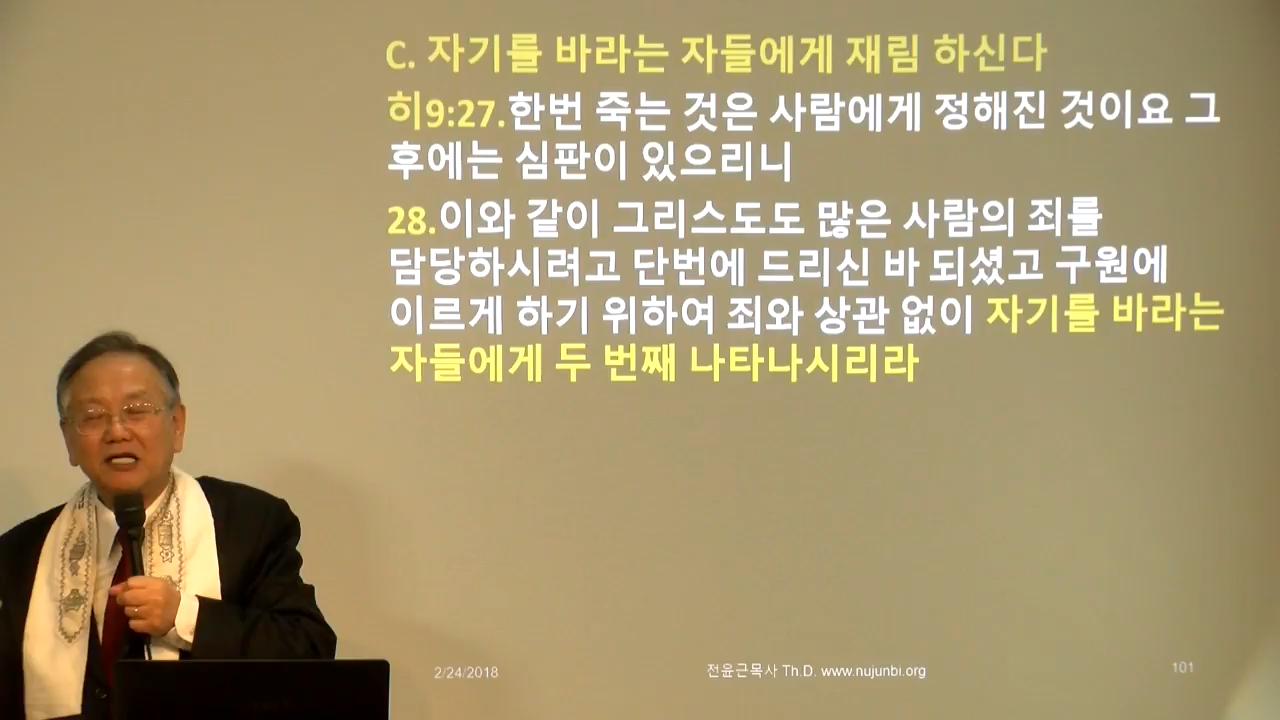 C. 자기를 바라는 자들에게 재림 하신다
히9:27.한번 죽는 것은 사람에게 정해진 것이요 그
후에는 심판이 있으리니
28.이와 같이 그리스도도 많은 사람의 죄를
담당하시려고 단번에 드리신 바 되셨고 구원에
이르게 하기 위하여 죄와 상관 없이 자기를 바라는
자들에게 두 번째 나타나시리라
2/24/2018
전윤근목사 Th.D. www.nujunbi.org
101